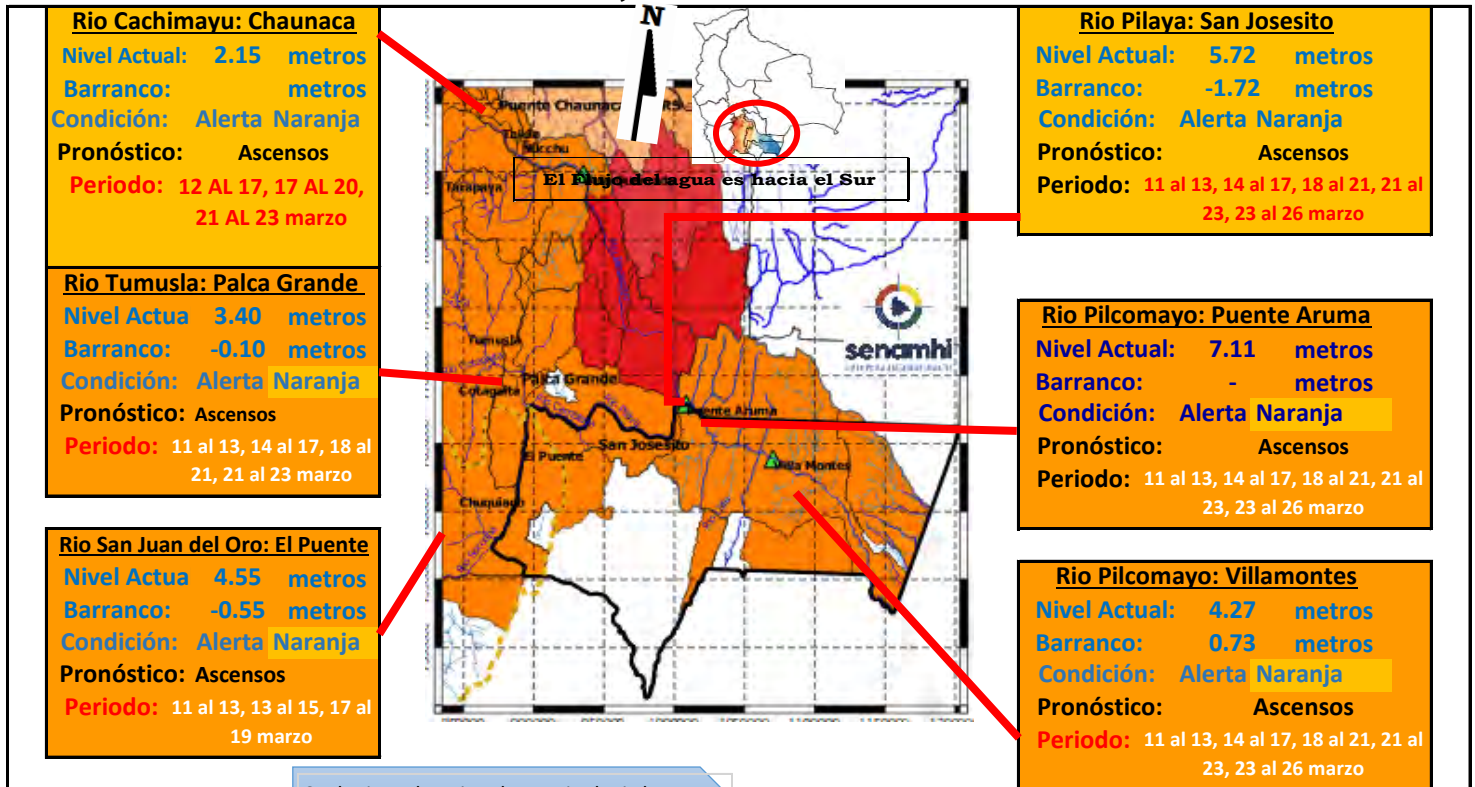 Rio Cachimayu: Chaunaca
Nivel Actual: 2.15 metros
Barranco: metros
Condición: Alerta Naranja
Pronóstico: Ascensos
Periodo: 12 AL 17, 17 AL 20,
21 AL 23 marzo
Rio Tumusla: Palca Grande
Nivel Actua 3.40 metros
Barranco: -0.10 metros
Condición: Alerta Naranja
Pronóstico: Ascensos
Periodo: 11 al 13, 14 al 17, 18 al
21, 21 al 23 marzo
Rio San Juan del Oro: El Puente
Nivel Actua 4.55 metros
Barranco: -0.55 metros
Condición: Alerta Naranja
Pronóstico: Ascensos
Periodo: 11 al 13, 13 al 15, 17 al
19 marzo
N
Puente Chaunaca
Tarapaya
El Flujo del agua es hacia el Sur
senamhi
Tumusla
Palca Grande
Cotagaita
Puente Aruma
San Josesito
El Puente
Villa Montes
Rio Pilaya: San Josesito
Nivel Actual: 5.72 metros
Barranco: -1.72 metros
Condición: Alerta Naranja
Pronóstico: Ascensos
Periodo: 11 al 13, 14 al 17, 18 al 21, 21 al
23, 23 al 26 marzo
Rio Pilcomayo: Puente Aruma
Nivel Actual: 7.11 metros
Barranco: - metros
Condición: Alerta Naranja
Pronóstico: Ascensos
Periodo: 11 al 13, 14 al 17, 18 al 21, 21 al
23, 23 al 26 marzo
Rio Pilcomayo: Villamontes
Nivel Actual: 4.27 metros
Barranco: 0.73 metros
Condición: Alerta Naranja
Pronóstico: Ascensos
Periodo: 11 al 13, 14 al 17, 18 al 21, 21 al
23, 23 al 26 marzo